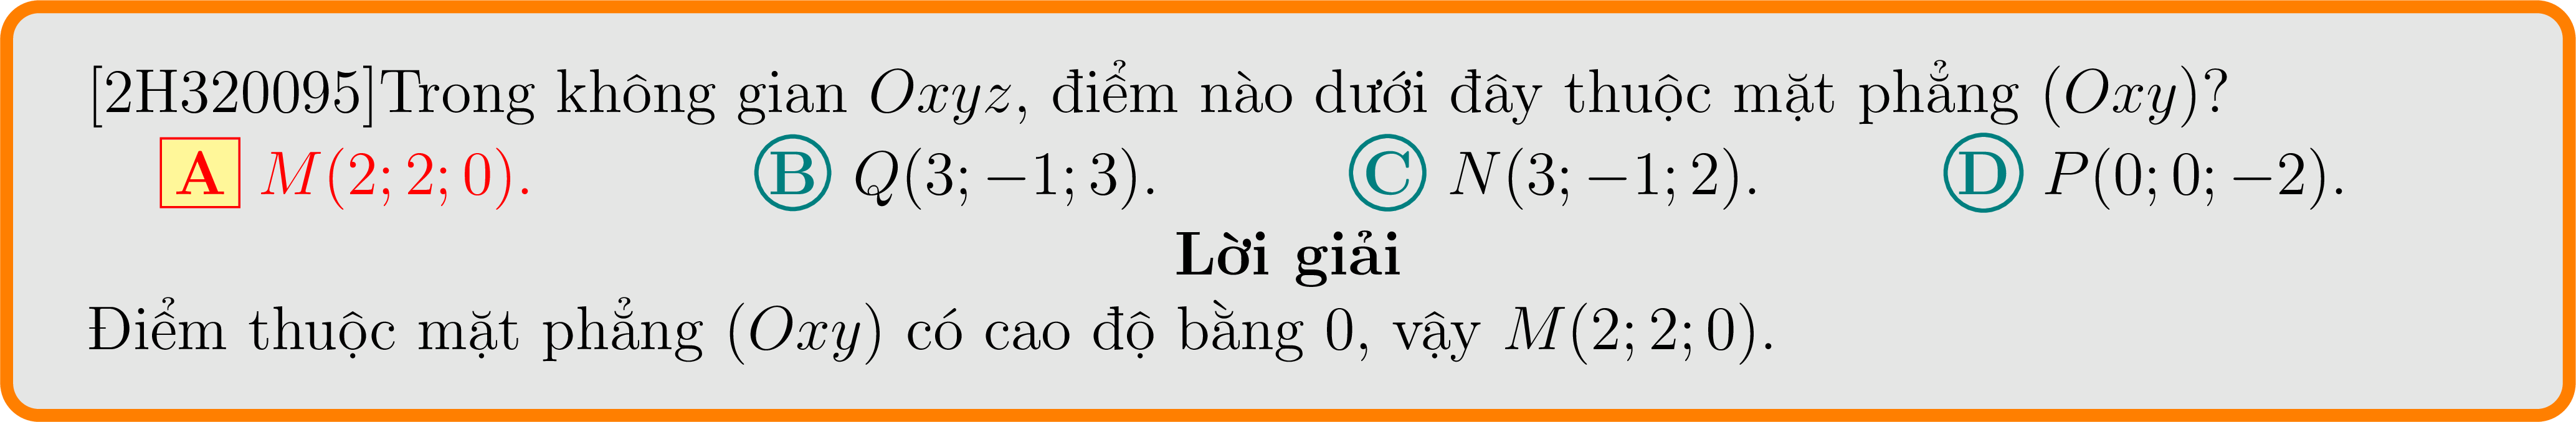 [2H320095]Trong không gian Oxyz, điểm nào dưới đây thuộc mặt phẳng (Oxy)?
A M(2; 2; 0). B Q(3; −1; 3). C N(3; −1; 2). D P(0; 0; −2).
Lời giải
Điểm thuộc mặt phẳng (Oxy) có cao độ bằng 0, vậy M(2; 2; 0).